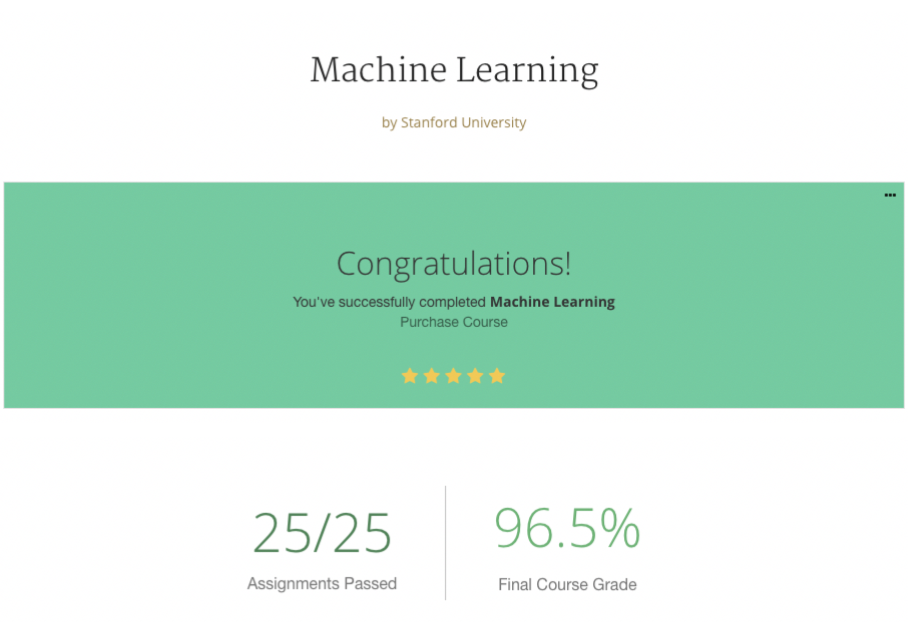 Machine Learning
by Stanford University
Congratulations!
You've successfully completed Machine Learning
Purchase Course
25/25
Assignments Passed
96.5%
Final Course Grade